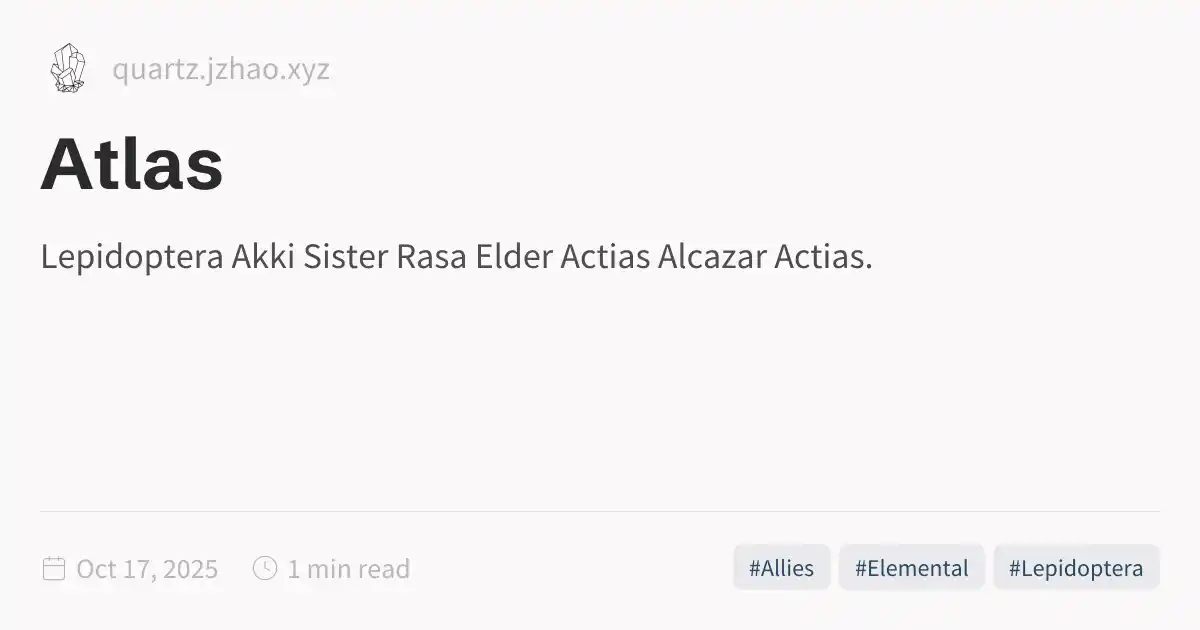 quartz.jzhao.xyz
Atlas
Lepidoptera Akki Sister Rasa Elder Actias Alcazar Actias.
Oct 17, 2025 1 min read #Allies #Elemental #Lepidoptera